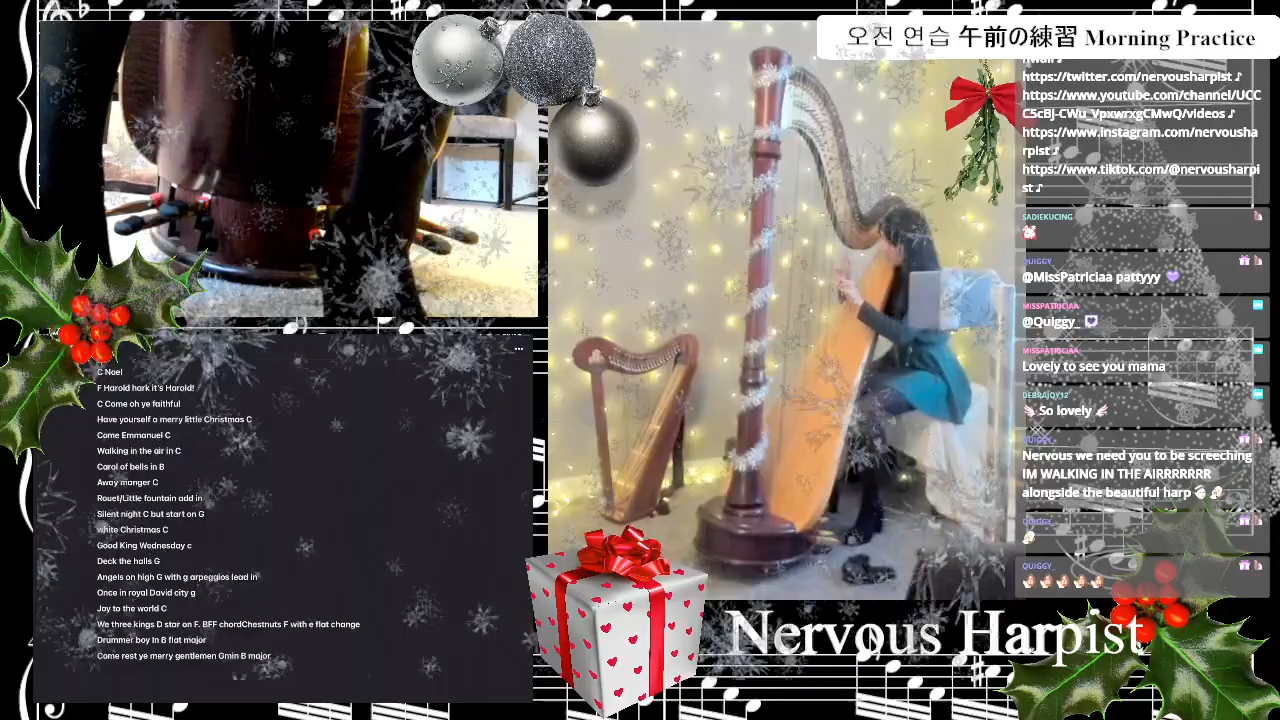 오전 연습 午前の練習 Morning Practice
https://twitter.com/nervousharpist ♪
https://www.youtube.com/channel/UCC
C5cBj-CWu_VpxwrxgCMwQ/videos ♪
https://www.instagram.com/nervousha
rpist ♪
https://www.tiktok.com/@nervousharpi
st ♪
SADIEKUCING
QUIGGY_
@MissPatriciaa pattyyy 💜
MISSPATRICIAA
@Quiggy_
MISSPATRICIAA
Lovely to see you mama
DEBRAJOY12
So lovely
QUIGGY_
Nervous we need you to be screeching
IM WALKING IN THE AIRRRRRRR
alongside the beautiful harp
QUIGGY_
QUIGGY_
C Noel
F Harold hark it's Harold!
C Come oh ye faithful
Have yourself a merry little Christmas C
Come Emmanuel C
Walking in the air in C
Carol of bells in B
Away manger C
Rouet/Little fountain add in
Silent night C but start on G
white Christmas C
Good King Wednesday c
Deck the halls G
Angels on high G with g arpeggios lead in
Once in royal David city g
Joy to the world C
We three kings D star on F. BFF chordChestnuts F with e flat change
Drummer boy In B flat major
Come rest ye merry gentlemen Gmin B major
Nervous Harpist